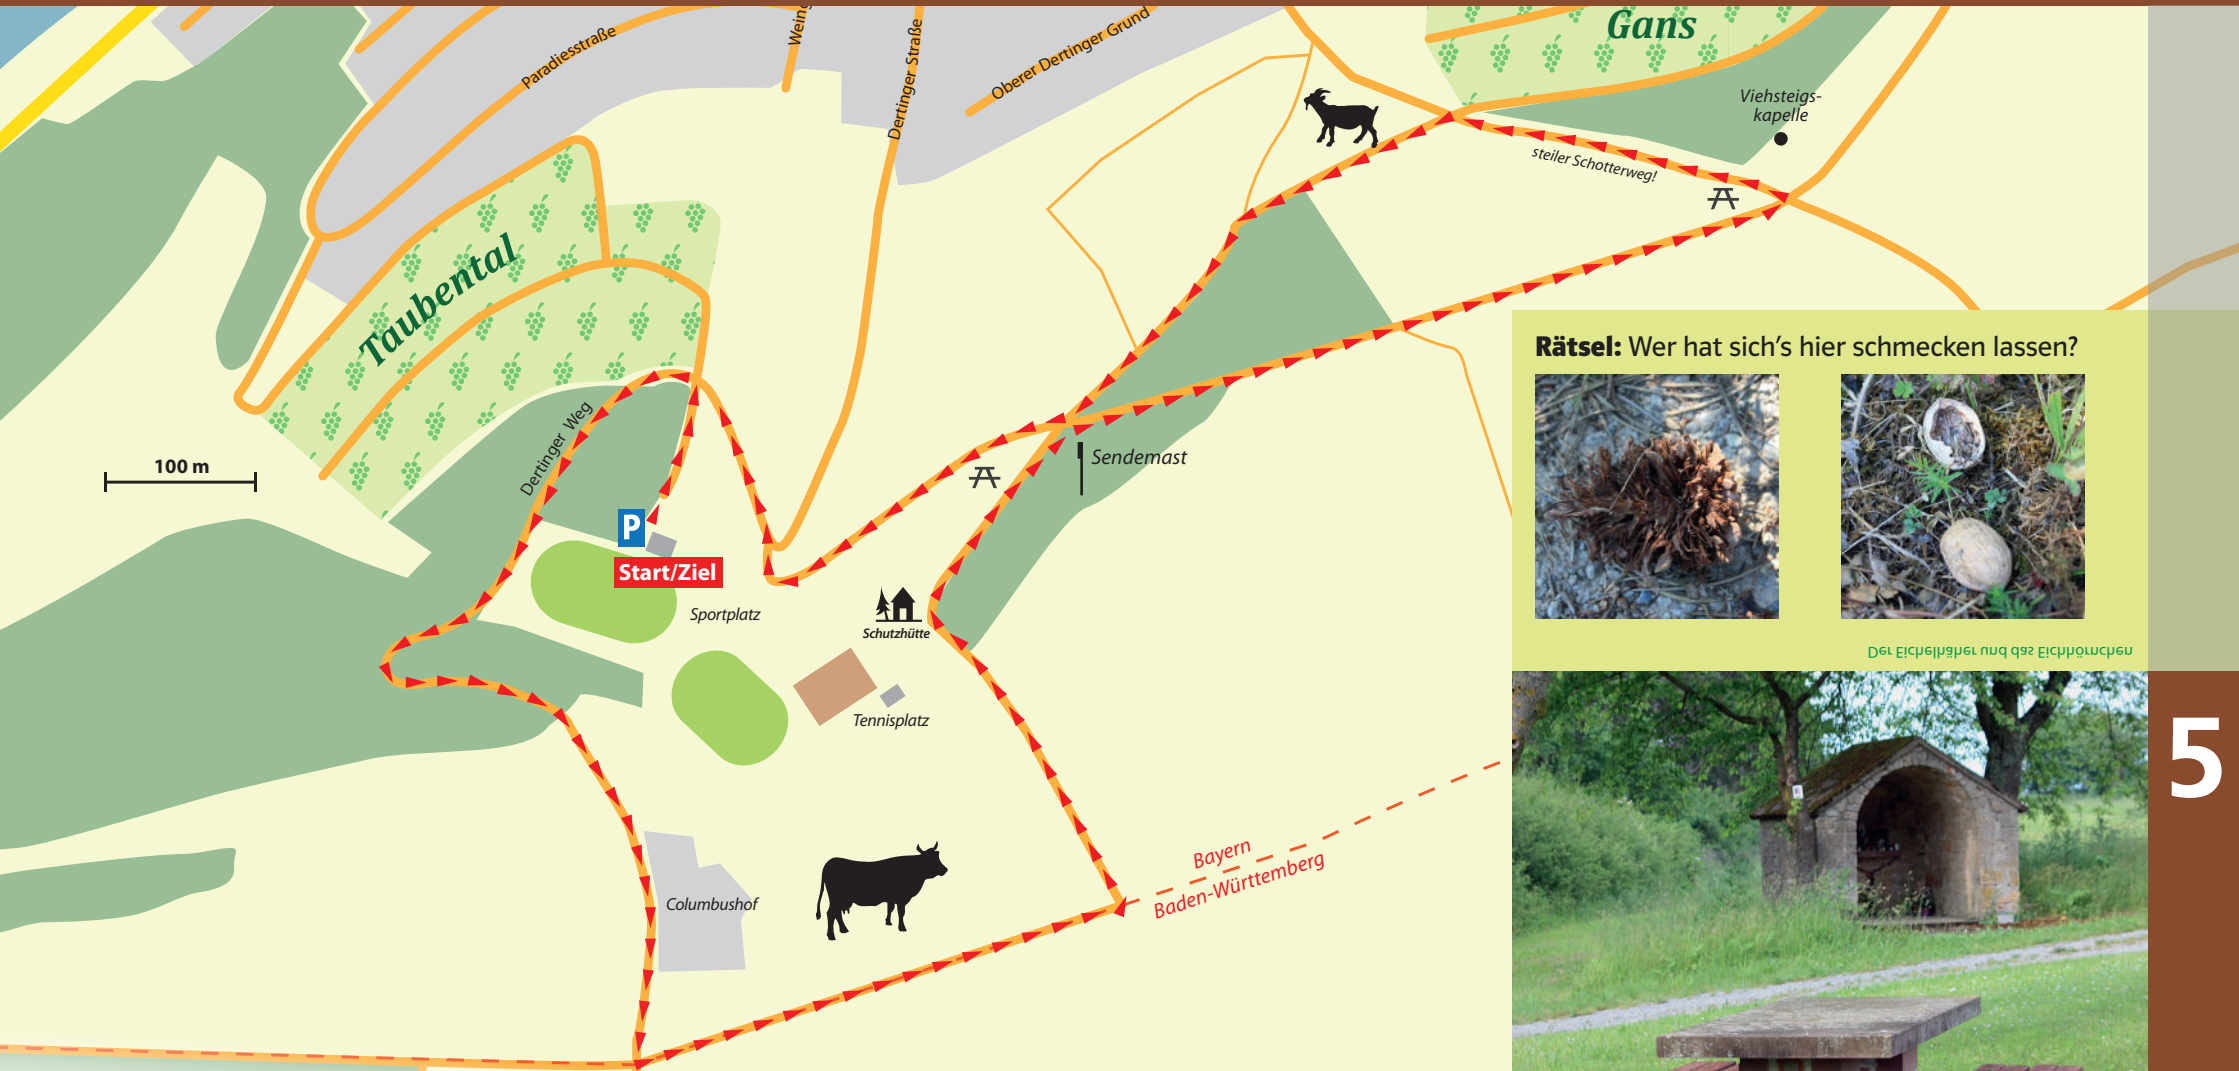 Paradiesstraße
Weing
Dertinger Straße
Oberer Dertinger Grund
Gans
Viehsteigs-
kapelle
steiler Schotterweg!
Taubental
Dertinger Weg
100 m
P
Start/Ziel
Sportplatz
Schutzhütte
Tennisplatz
Sendemast
Columbushof
Bayern
Baden-Württemberg
Rätsel: Wer hat sich's hier schmecken lassen?
Der Eichelhäher und das Eichhörnchen
5